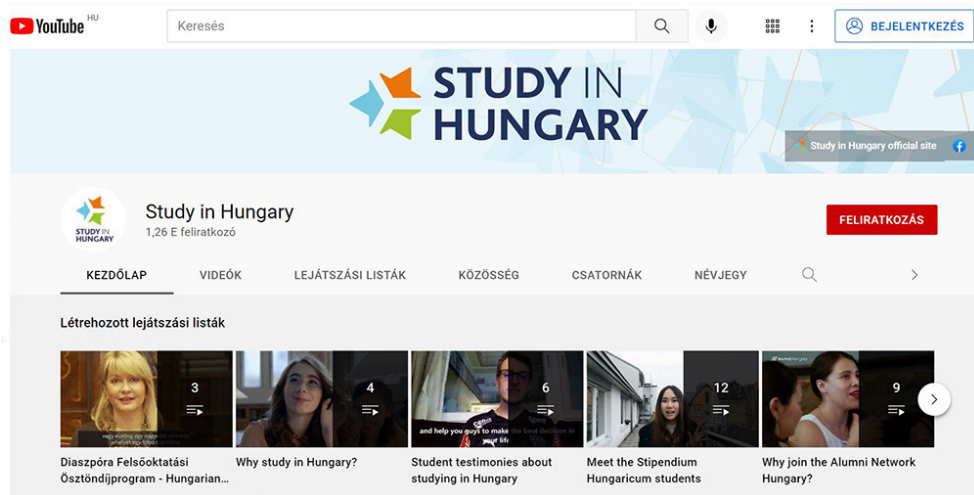 YouTube HU
Keresés
BEJELENTKEZÉS
STUDY IN
HUNGARY
Study in Hungary official site
STUDY IN
HUNGARY
Study in Hungary
1,26 E feliratkozó
FELIRATKOZÁS
KEZDŐLAP VIDEÓK LEJÁTSZÁSI LISTÁK KÖZÖSSÉG CSATORNÁK NÉVJEGY
Létrehozott lejátszási listák
3 4 6 12 9
and help you guys to make the best decision in
your life
Diaszpóra Felsőoktatási
Ösztöndíjprogram - Hungarian...
Why study in Hungary?
Student testimonies about
studying in Hungary
Meet the Stipendium
Hungaricum students
Why join the Alumni Network
Hungary?